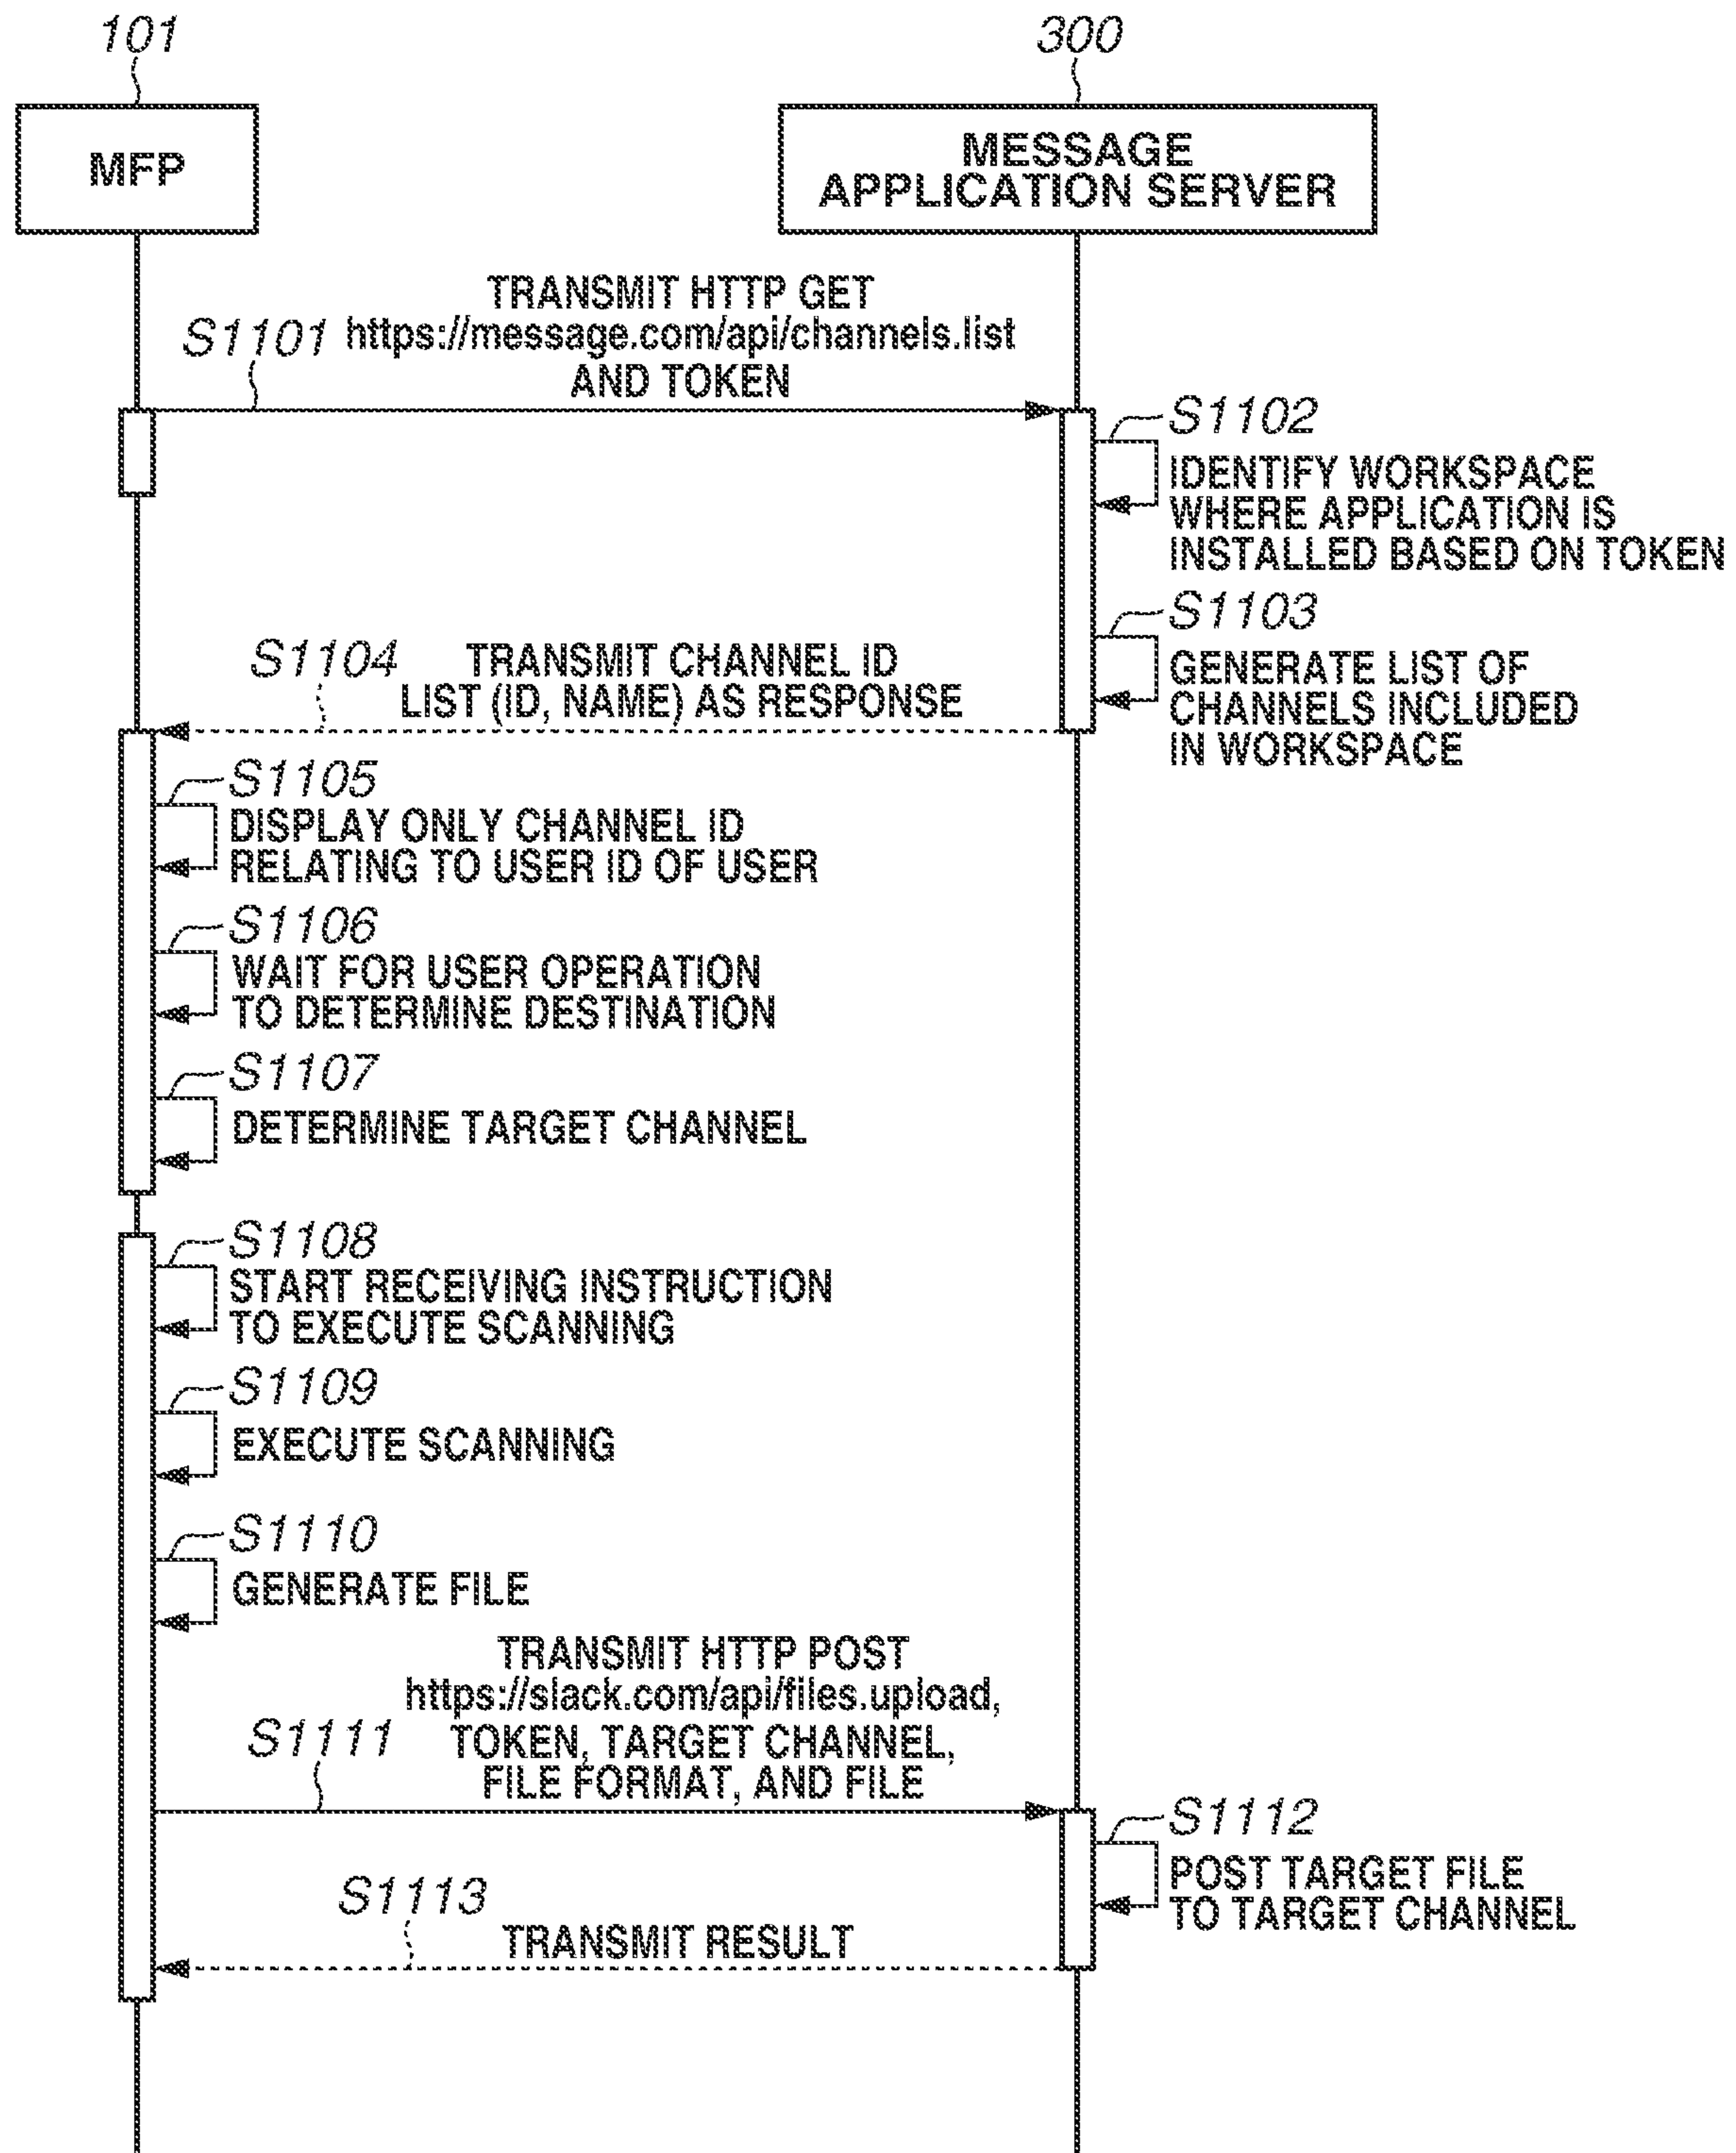 101
300
MFP
MESSAGE
APPLICATION SERVER
TRANSMIT HTTP GET
S1101 https://message.com/api/channels.list
AND TOKEN
S1102
IDENTIFY WORKSPACE
WHERE APPLICATION IS
INSTALLED BASED ON TOKEN
S1103
GENERATE LIST OF
CHANNELS INCLUDED
IN WORKSPACE
S1104 TRANSMIT CHANNEL ID
LIST (ID, NAME) AS RESPONSE
S1105
DISPLAY ONLY CHANNEL ID
RELATING TO USER ID OF USER
S1106
WAIT FOR USER OPERATION
TO DETERMINE DESTINATION
S1107
DETERMINE TARGET CHANNEL
S1108
START RECEIVING INSTRUCTION
TO EXECUTE SCANNING
S1109
EXECUTE SCANNING
S1110
GENERATE FILE
TRANSMIT HTTP POST
https://slack.com/api/files.upload,
S1111 TOKEN, TARGET CHANNEL,
FILE FORMAT, AND FILE
S1112
POST TARGET FILE
TO TARGET CHANNEL
S1113
TRANSMIT RESULT